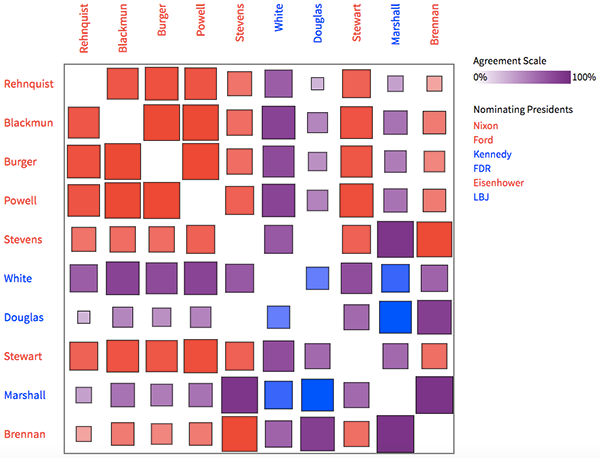 Rehnquist Blackmun Burger Powell Stevens White Douglas Stewart Marshall Brennan
Rehnquist
Blackmun
Burger
Powell
Stevens
White
Douglas
Stewart
Marshall
Brennan
Agreement Scale
0% 100%
Nominating Presidents
Nixon
Ford
Kennedy
FDR
Eisenhower
LBJ